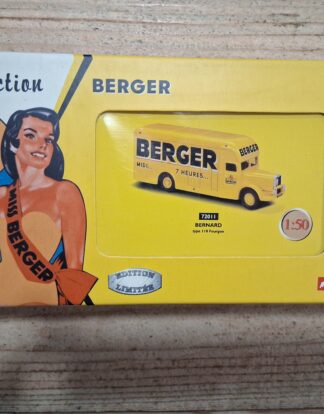 ction
BERGER
BERGER
BERGER
MIDI...
7 HEURES...
MISS BERGER
72011
BERNARD
type 110 Fourgon
1:50
EDITION
LIMITÉE